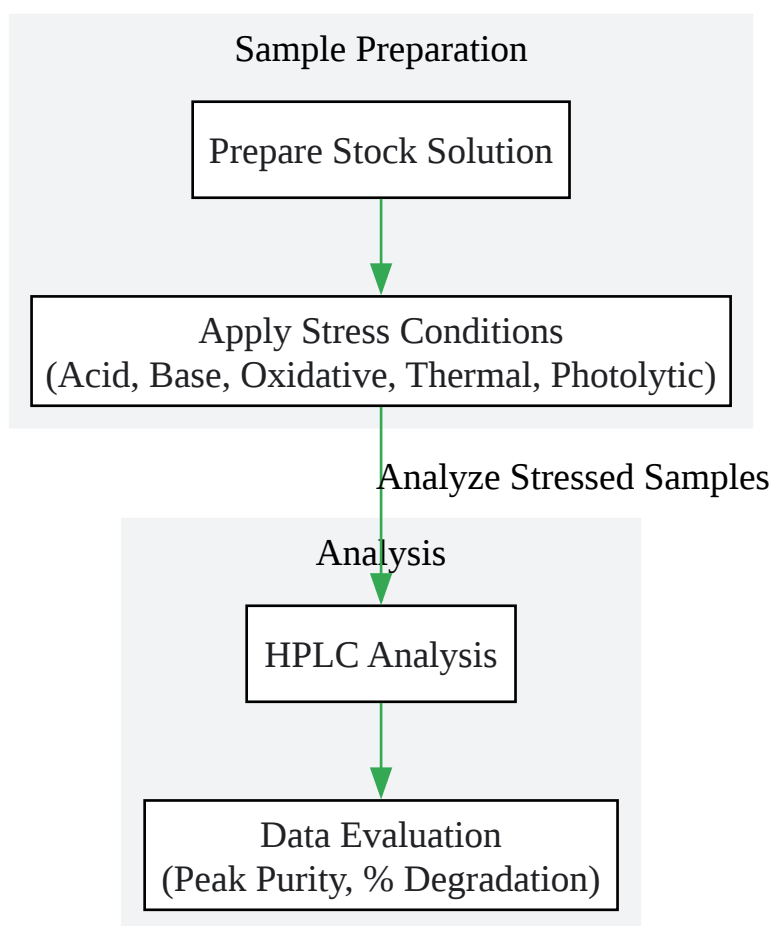 Sample Preparation
Prepare Stock Solution
Apply Stress Conditions
(Acid, Base, Oxidative, Thermal, Photolytic)
Analyze Stressed Samples
Analysis
HPLC Analysis
Data Evaluation
(Peak Purity, % Degradation)